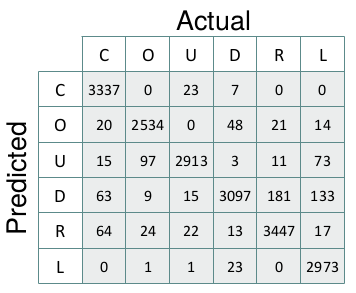 Actual
C O U D R L
Predicted
C 3337 0 23 7 0 0
O 20 2534 0 48 21 14
U 15 97 2913 3 11 73
D 63 9 15 3097 181 133
R 64 24 22 13 3447 17
L 0 1 1 23 0 2973